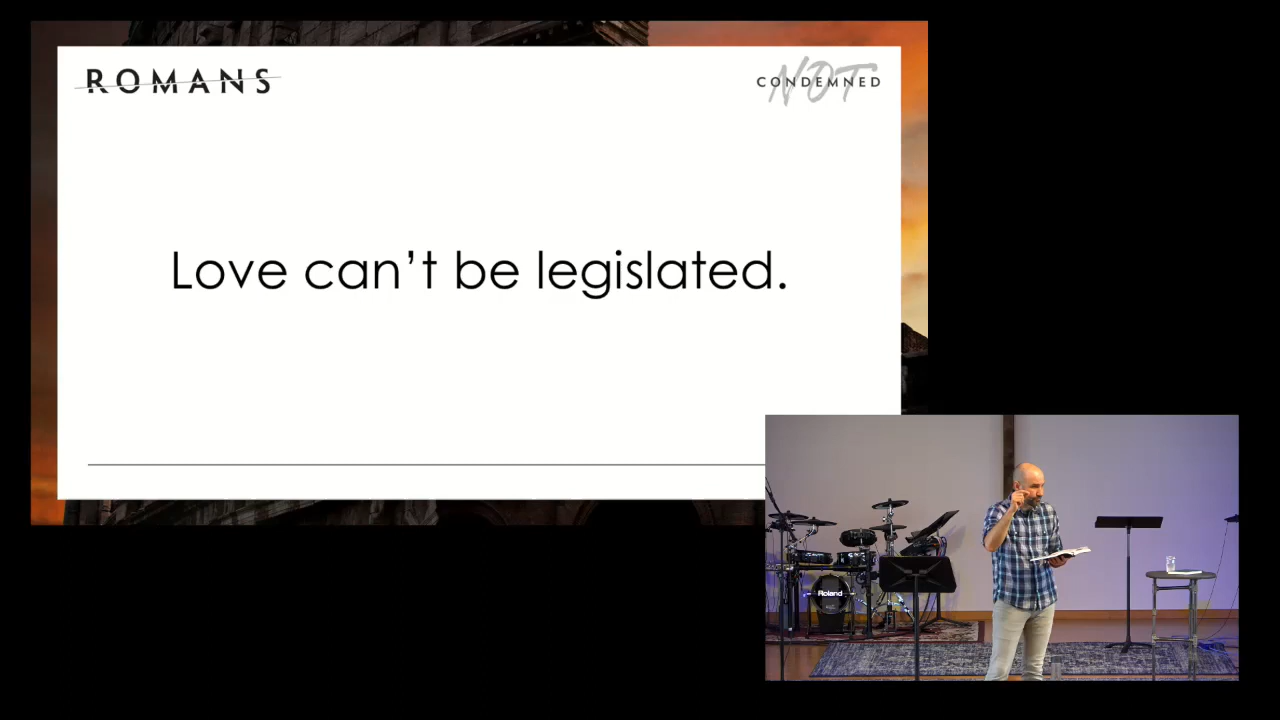 ROMANS
NOT
CONDEMNED
Love can't be legislated.
Roland